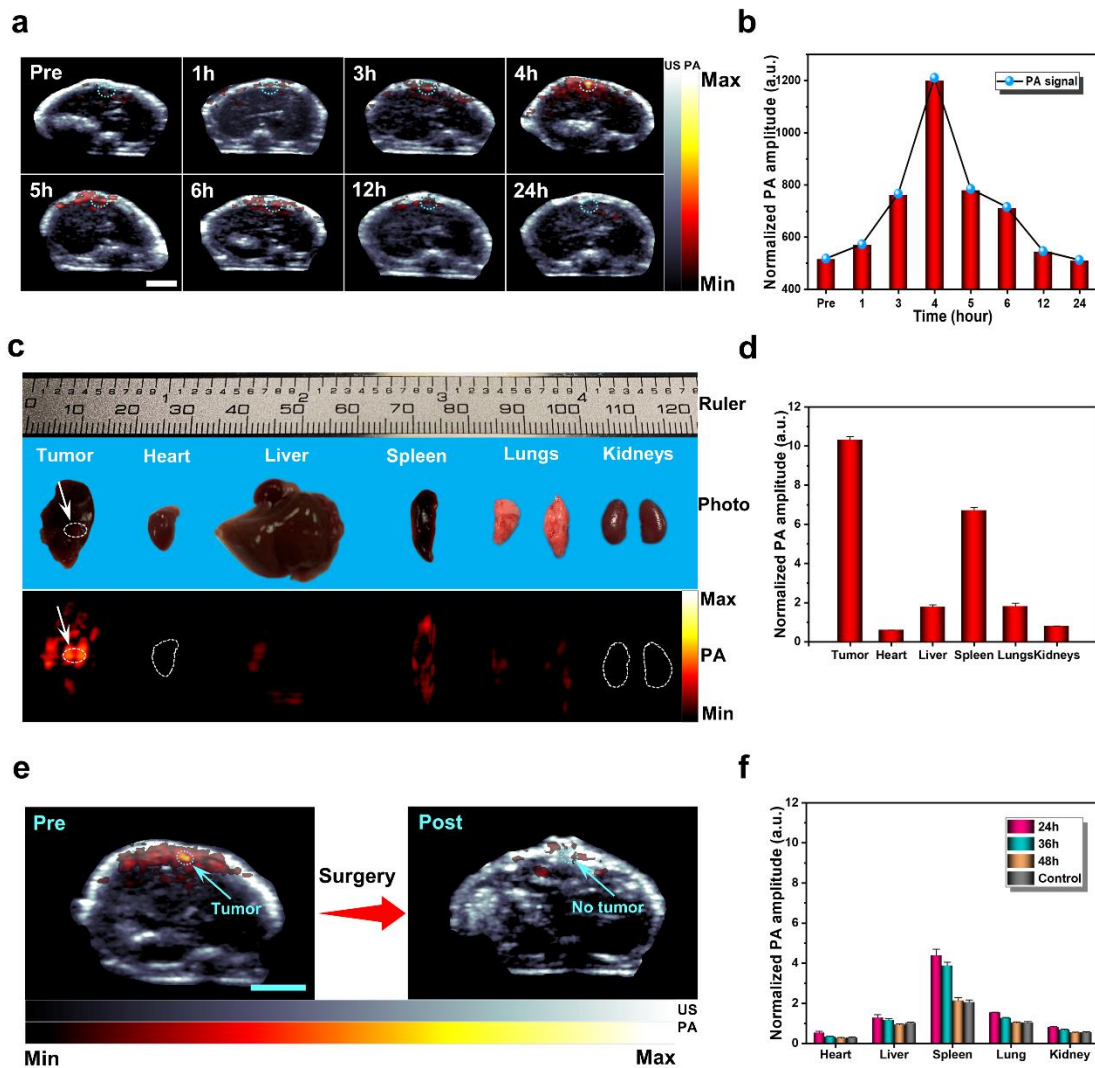 a
Pre
1h
3h
4h
5h
6h
12h
24h
US PA
Max
Min
b
Normalized PA amplitude (a.u.)
1200
1000
800
600
400
PA signal
Pre 1 3 4 5 6 12 24
Time (hour)
c
0 10 20 30 40 50 60 70 80 90 100 110 120
Ruler
Tumor Heart Liver Spleen Lungs Kidneys
Photo
Max
PA
Min
d
Normalized PA amplitude (a.u.)
12
10
8
6
4
2
0
Tumor Heart Liver Spleen Lungs Kidneys
e
Pre
Tumor
Surgery
Post
No tumor
US
PA
Min Max
f
Normalized PA amplitude (a.u.)
12
10
8
6
4
2
0
24h
36h
48h
Control
Heart Liver Spleen Lung Kidney